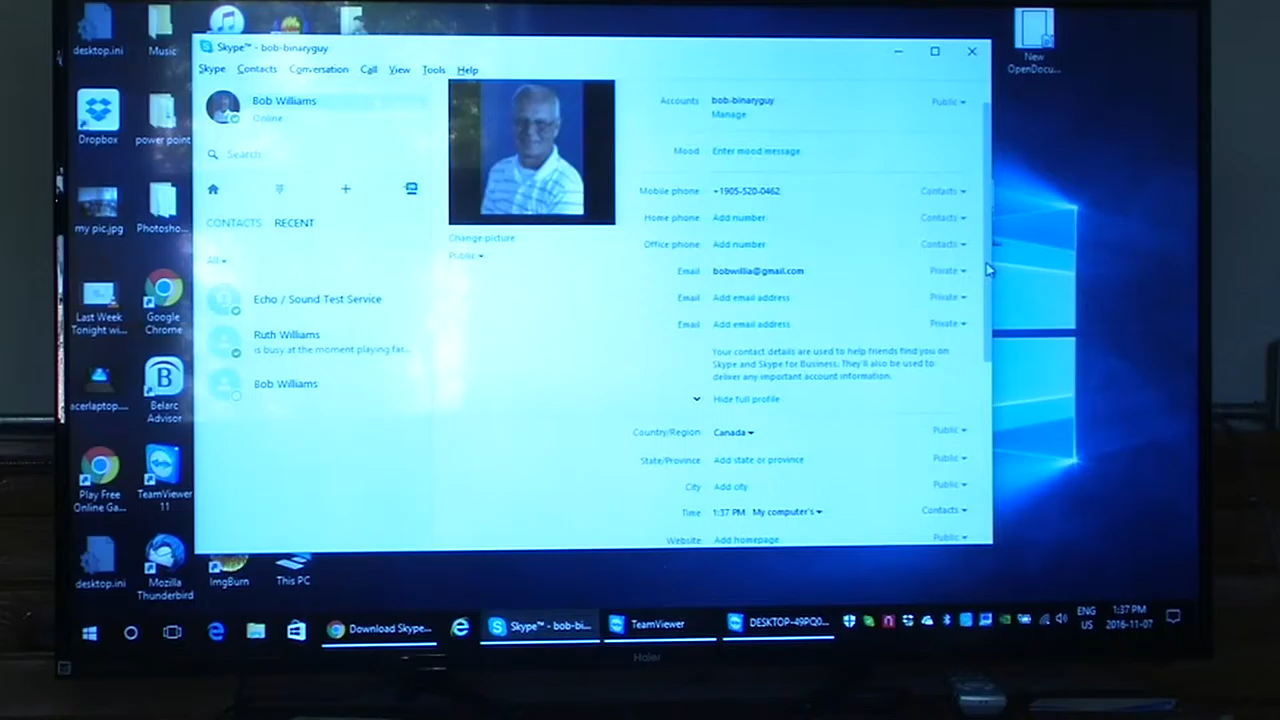 desktop.ini
Music
New OpenDocu...
Dropbox
power point
my pic.jpg
Photosho...
Last Week Tonight wi...
Google Chrome
acerlaptop....
Belarc Advisor
Play Free Online Ga...
TeamViewer 11
desktop.ini
Mozilla Thunderbird
ImgBurn
This PC
Skype™ - bob-binaryguy
Skype Contacts Conversation Call View Tools Help
Bob Williams
Online
Search
CONTACTS RECENT
All
Echo / Sound Test Service
Ruth Williams
is busy at the moment playing far...
Bob Williams
Change picture
Public
Accounts bob-binaryguy Public
Manage
Mood Enter mood message
Mobile phone +1905-520-0462 Contacts
Home phone Add number Contacts
Office phone Add number Contacts
Email bobwillia@gmail.com Private
Email Add email address Private
Email Add email address Private
Your contact details are used to help friends find you on
Skype and Skype for Business. They'll also be used to
deliver any important account information.
Hide full profile
Country/Region Canada Public
State/Province Add state or province Public
City Add city Public
Time 1:37 PM My computer's Contacts
Website Add homepage Public
Download Skype...
Skype™ - bob-bi...
TeamViewer
DESKTOP-49PQ0...
ENG
US
1:37 PM
2016-11-07
Haier